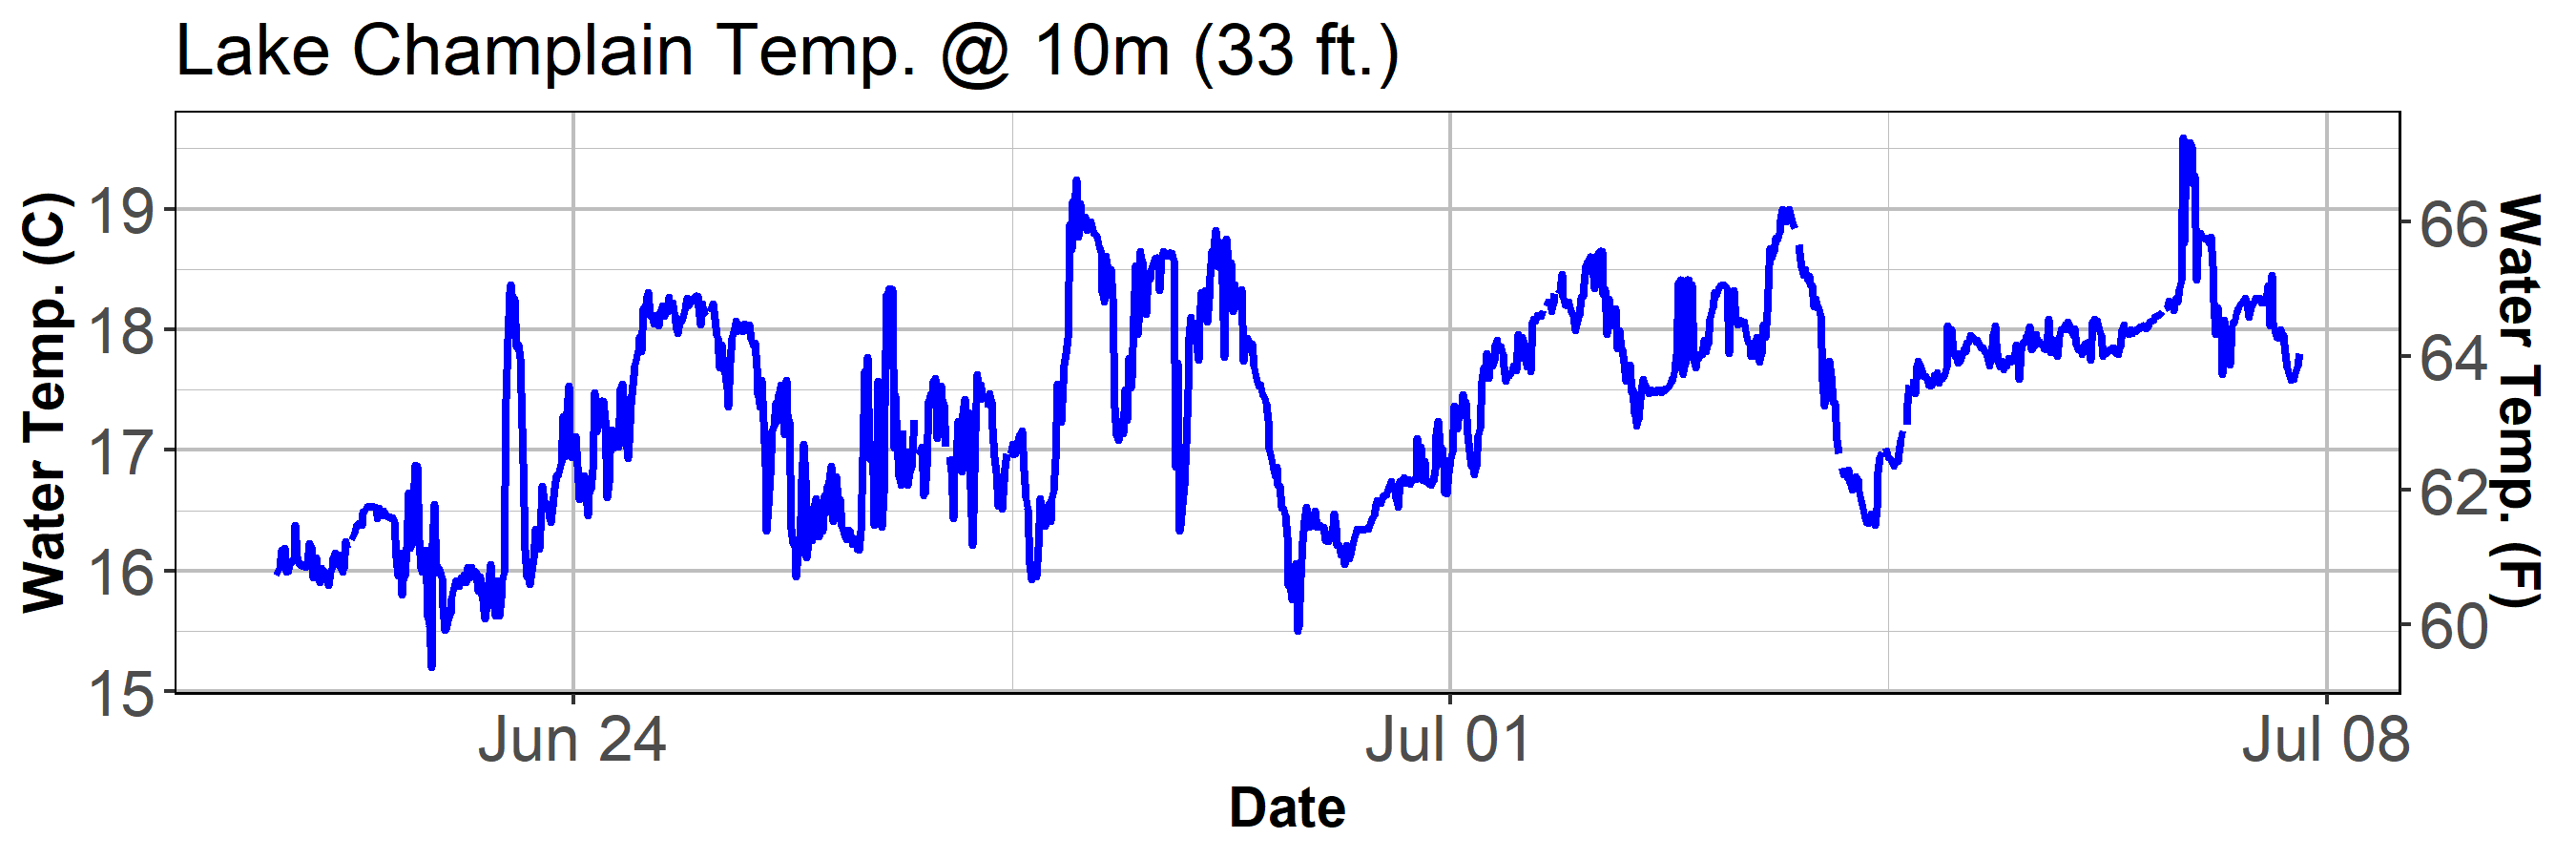 Lake Champlain Temp. @ 10m (33 ft.)
Water Temp. (C)
19
18
17
16
15
66
64
62
60
Water Temp. (F)
Jun 24
Jul 01
Jul 08
Date